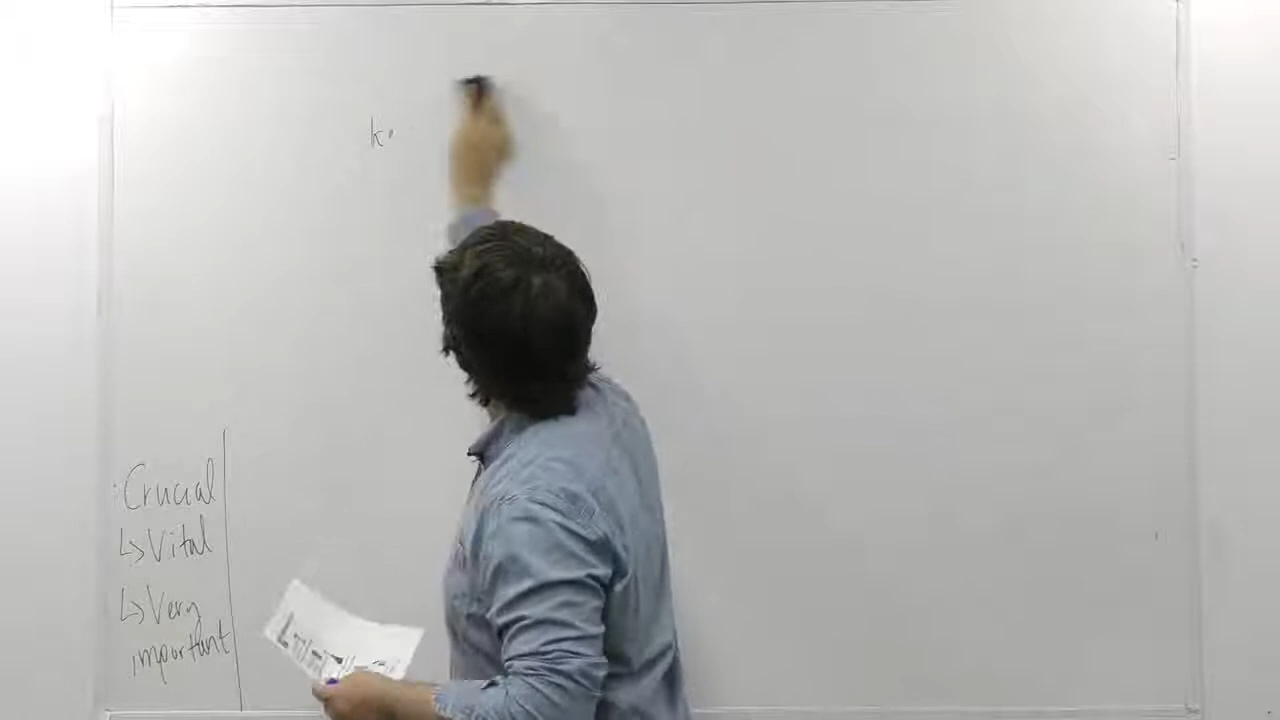 k
Crucial
↳ Vital
↳ Very
important